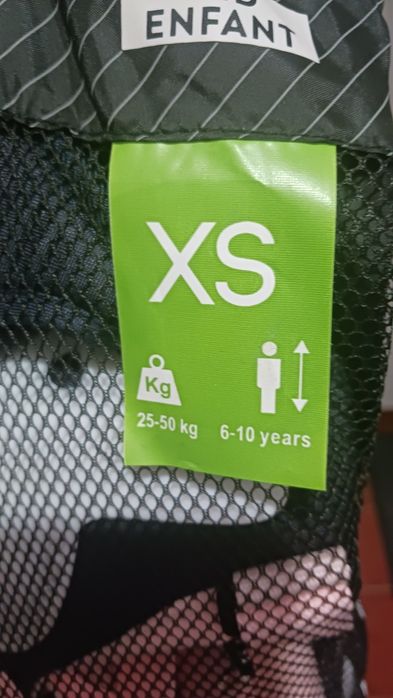 ENFANT
XS
Kg
25-50 kg 6-10 years